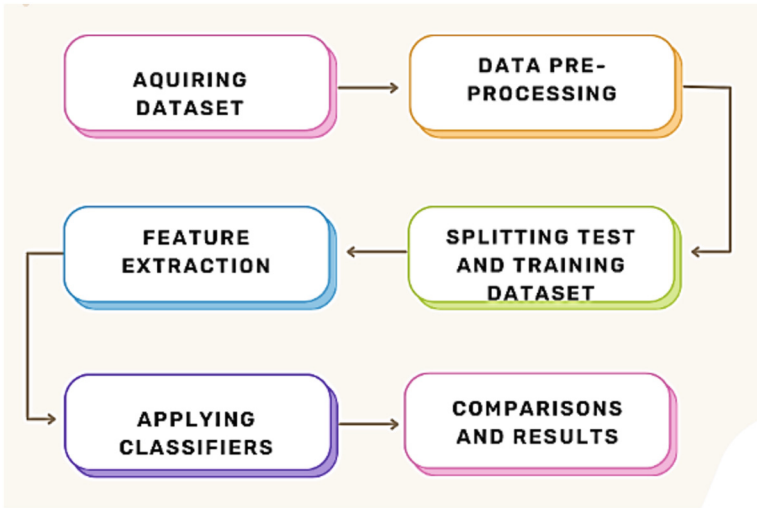 AQUIRING
DATASET
DATA PRE-
PROCESSING
SPLITTING TEST
AND TRAINING
DATASET
FEATURE
EXTRACTION
APPLYING
CLASSIFIERS
COMPARISONS
AND RESULTS